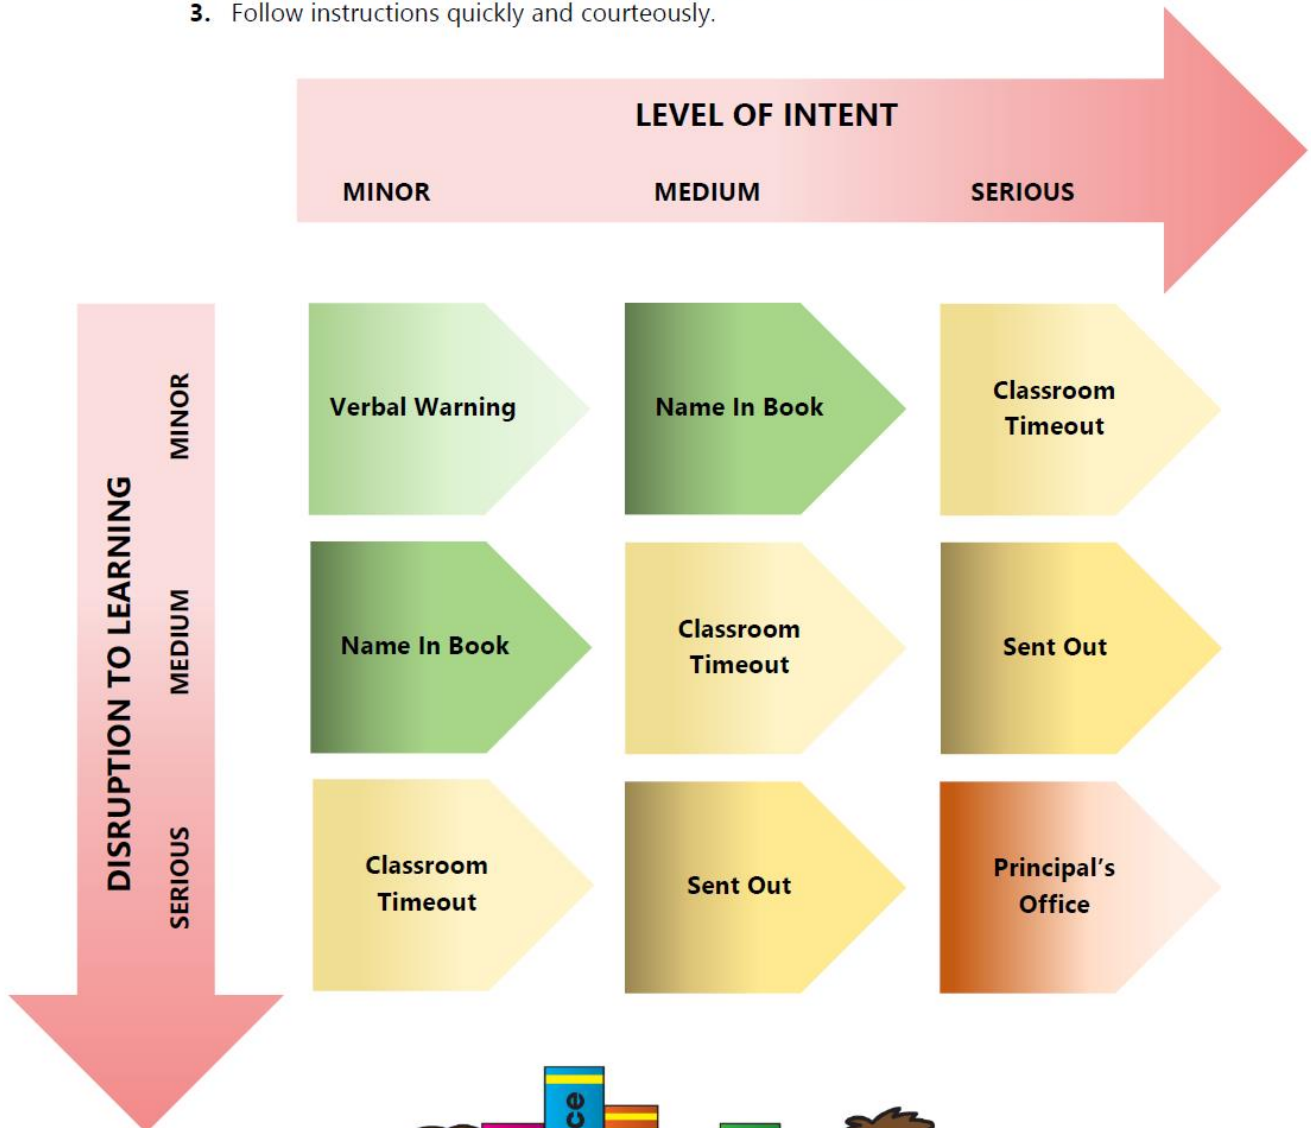 3. Follow instructions quickly and courteously.
LEVEL OF INTENT
MINOR MEDIUM SERIOUS
DISRUPTION TO LEARNING
MINOR
Verbal Warning
Name In Book
Classroom
Timeout
MEDIUM
Name In Book
Classroom
Timeout
Sent Out
SERIOUS
Classroom
Timeout
Sent Out
Principal’s
Office
ce